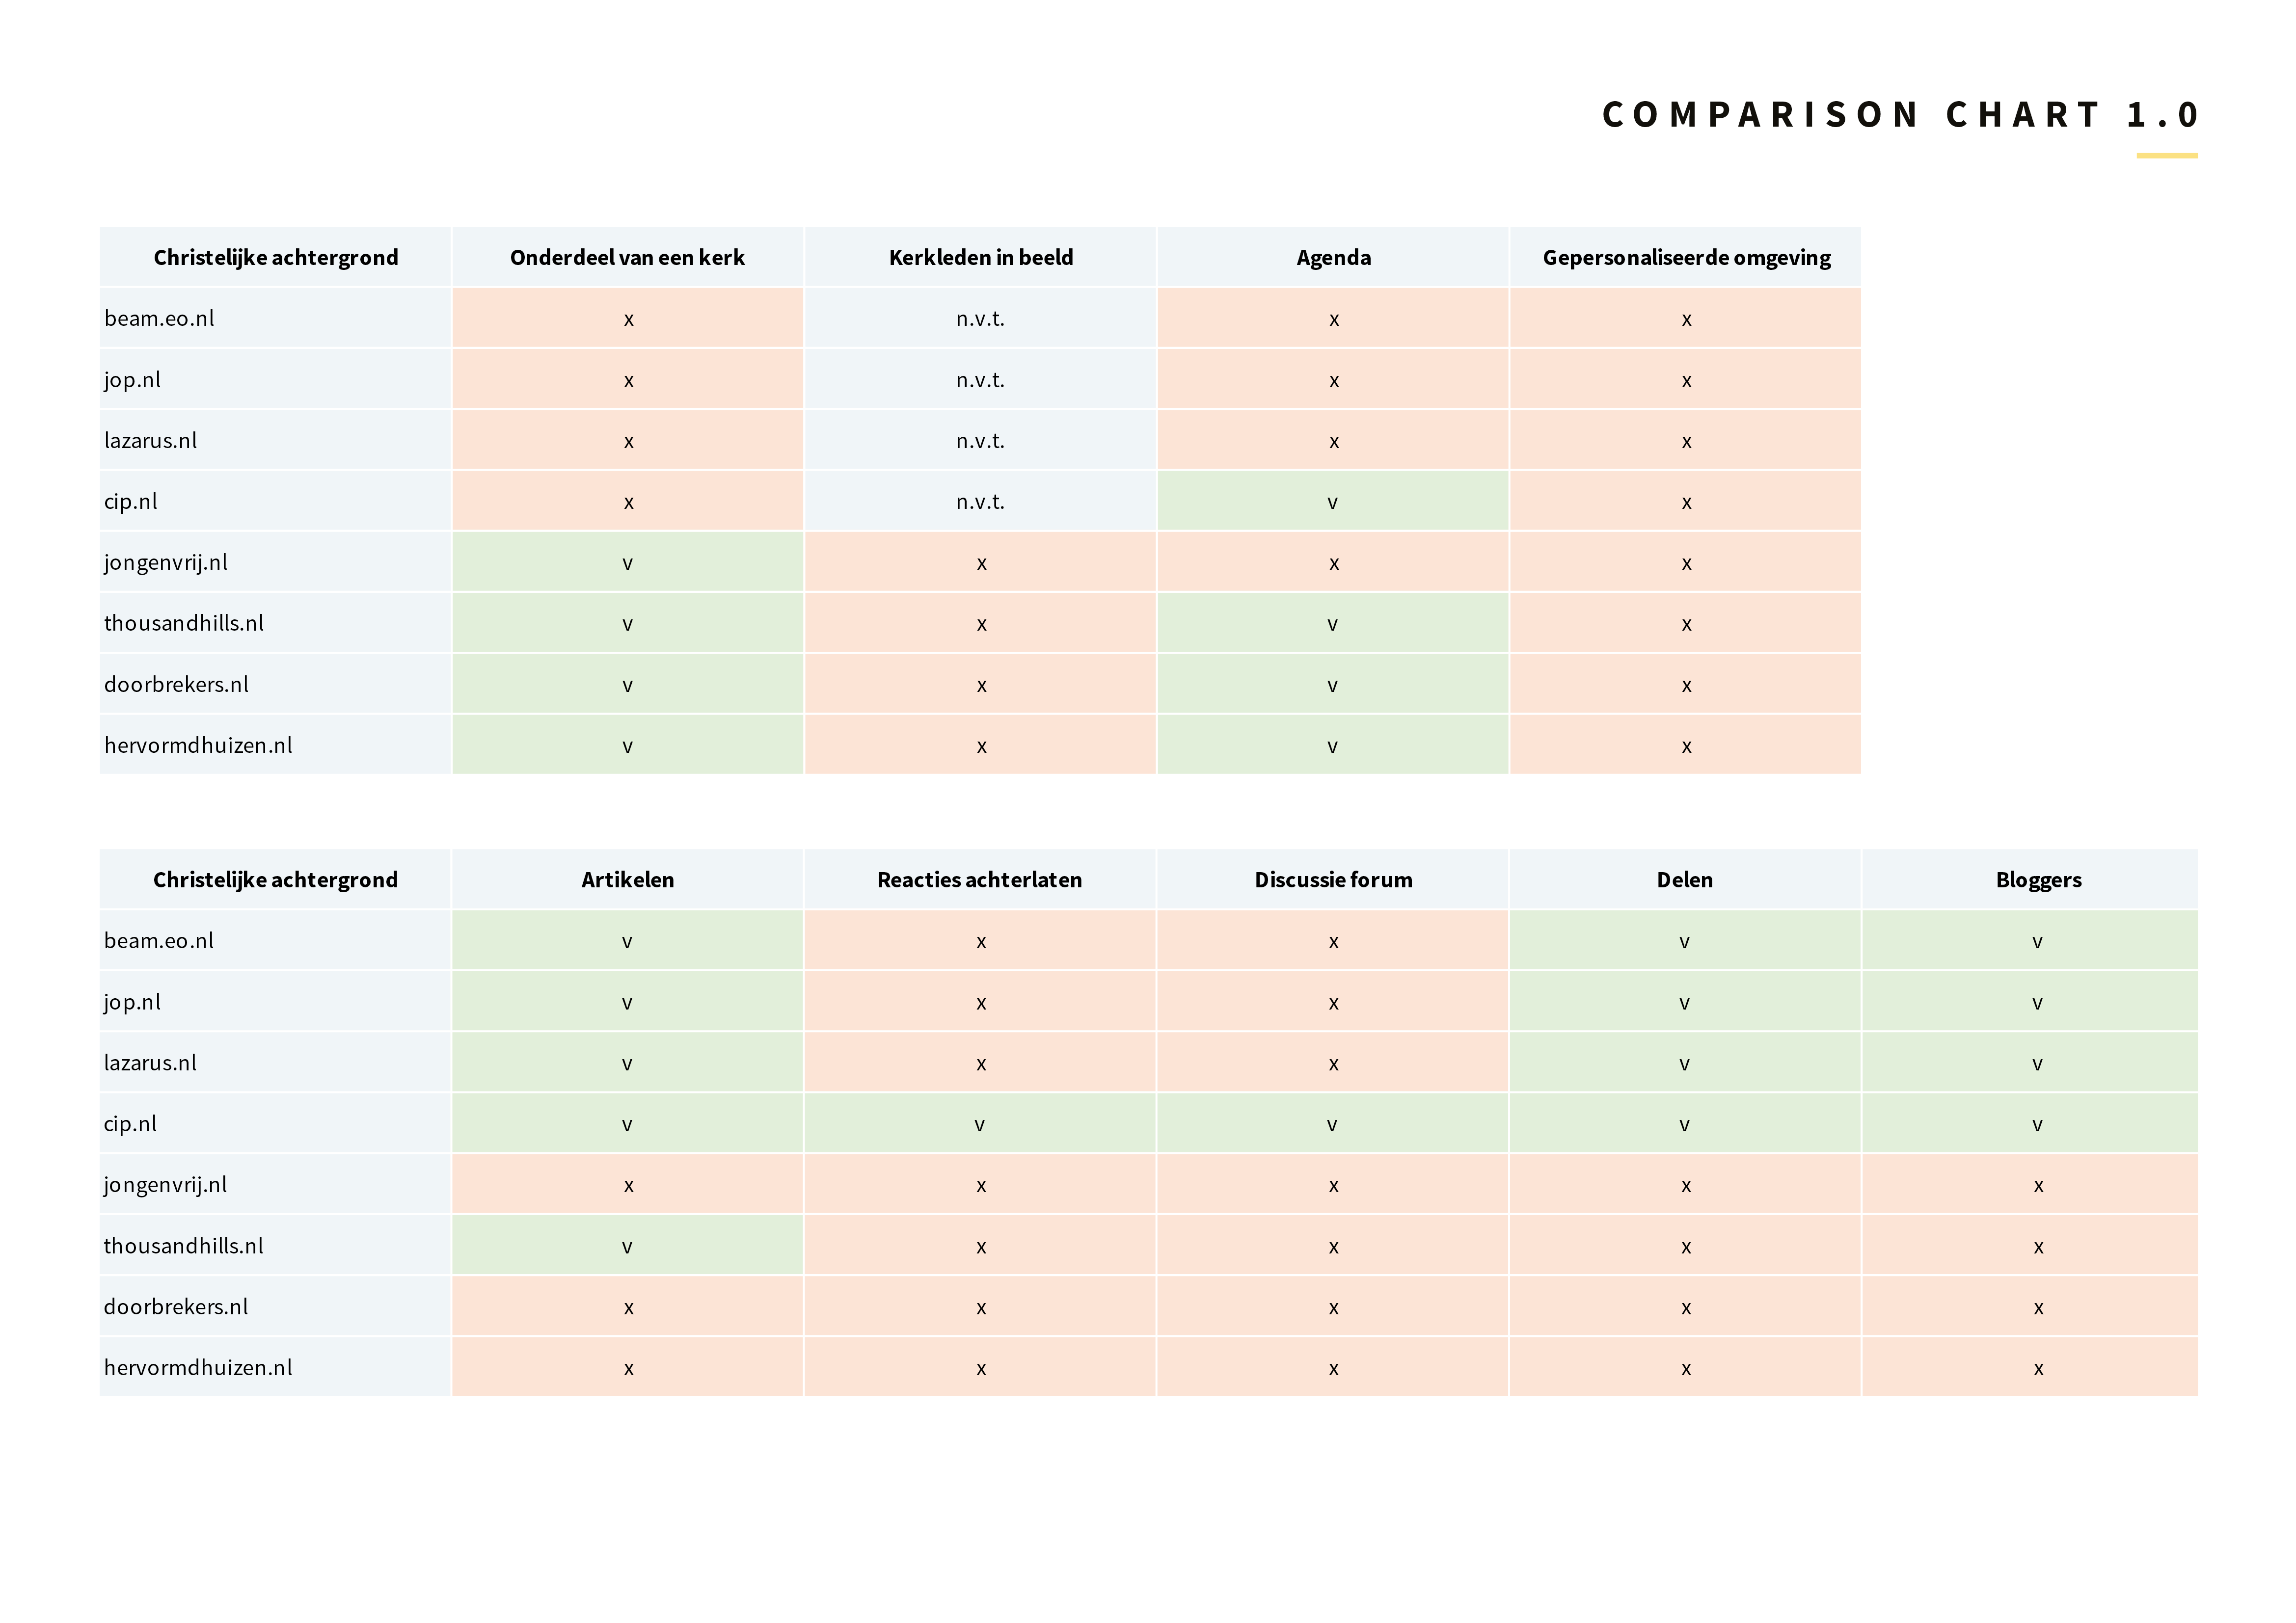 COMPARISON CHART 1.0
Christelijke achtergrond Onderdeel van een kerk Kerkleden in beeld Agenda Gepersonaliseerde omgeving
beam.eo.nl x n.v.t. x x
jop.nl x n.v.t. x x
lazarus.nl x n.v.t. x x
cip.nl x n.v.t. v x
jongenvrij.nl v x x x
thousandhills.nl v x v x
doorbrekers.nl v x v x
hervormdhuizen.nl v x v x
Christelijke achtergrond Artikelen Reacties achterlaten Discussie forum Delen Bloggers
beam.eo.nl v x x v v
jop.nl v x x v v
lazarus.nl v x x v v
cip.nl v v v v v
jongenvrij.nl x x x x x
thousandhills.nl v x x x x
doorbrekers.nl x x x x x
hervormdhuizen.nl x x x x x